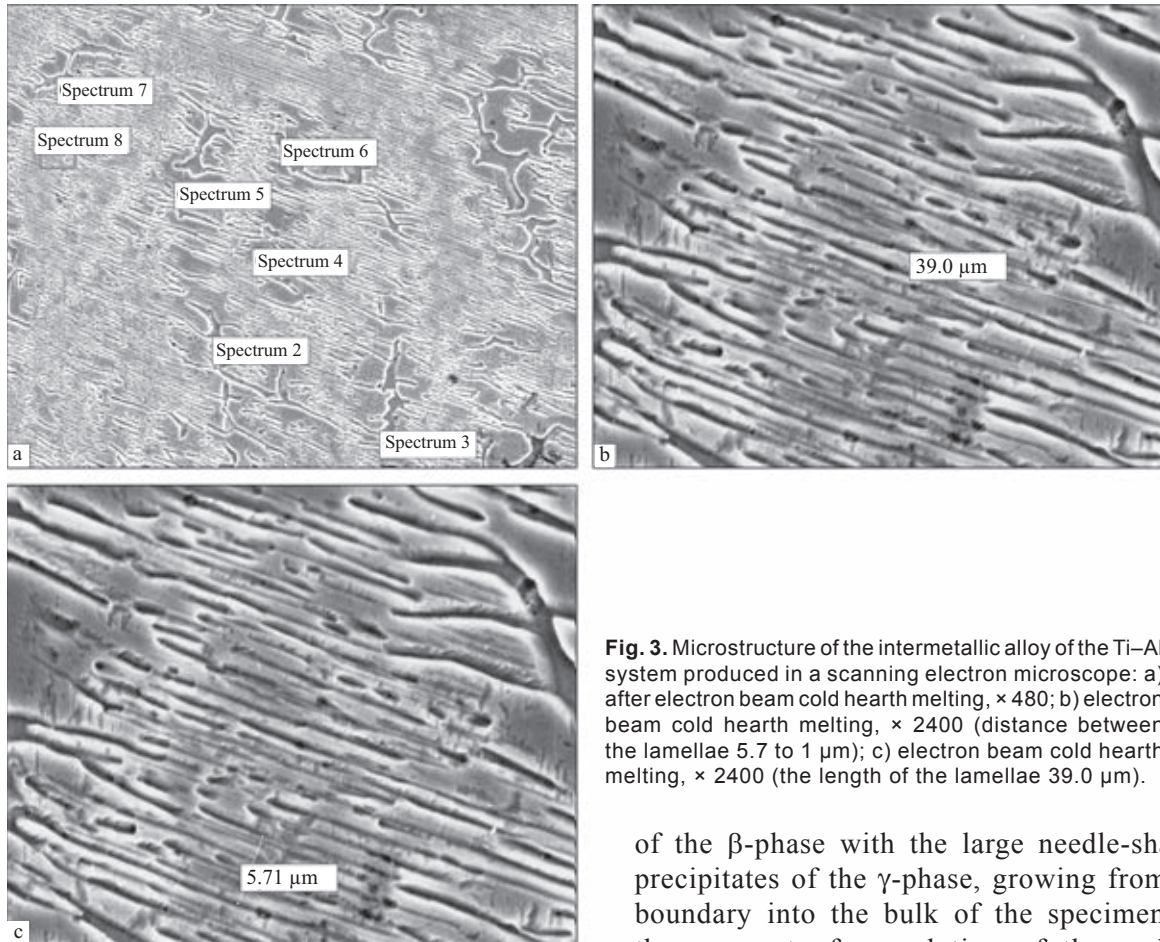 Spectrum 7
Spectrum 8
Spectrum 6
Spectrum 5
Spectrum 4
Spectrum 2
Spectrum 3
a
39.0 µm
b
5.71 µm
c
Fig. 3. Microstructure of the intermetallic alloy of the Ti–Al
system produced in a scanning electron microscope: a)
after electron beam cold hearth melting, × 480; b) electron
beam cold hearth melting, × 2400 (distance between
the lamellae 5.7 to 1 µm); c) electron beam cold hearth
melting, × 2400 (the length of the lamellae 39.0 µm).
of the β-phase with the large needle-sha
precipitates of the γ-phase, growing from
boundary into the bulk of the specimen